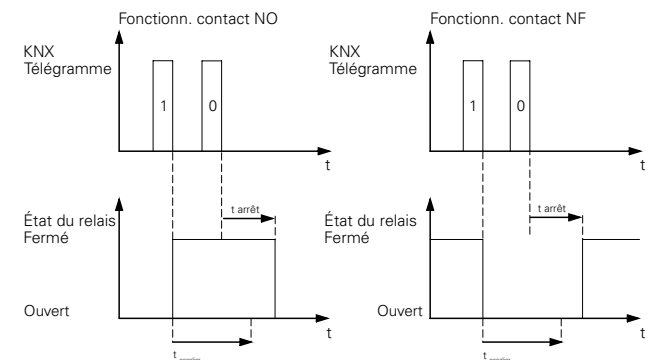 Fonctionn. contact NO
KNX
Télégramme
1
0
t
État du relais
Fermé
t arrêt
Ouvert
t
t
Fonctionn. contact NF
KNX
Télégramme
1
0
t
État du relais
Fermé
t arrêt
Ouvert
t
t